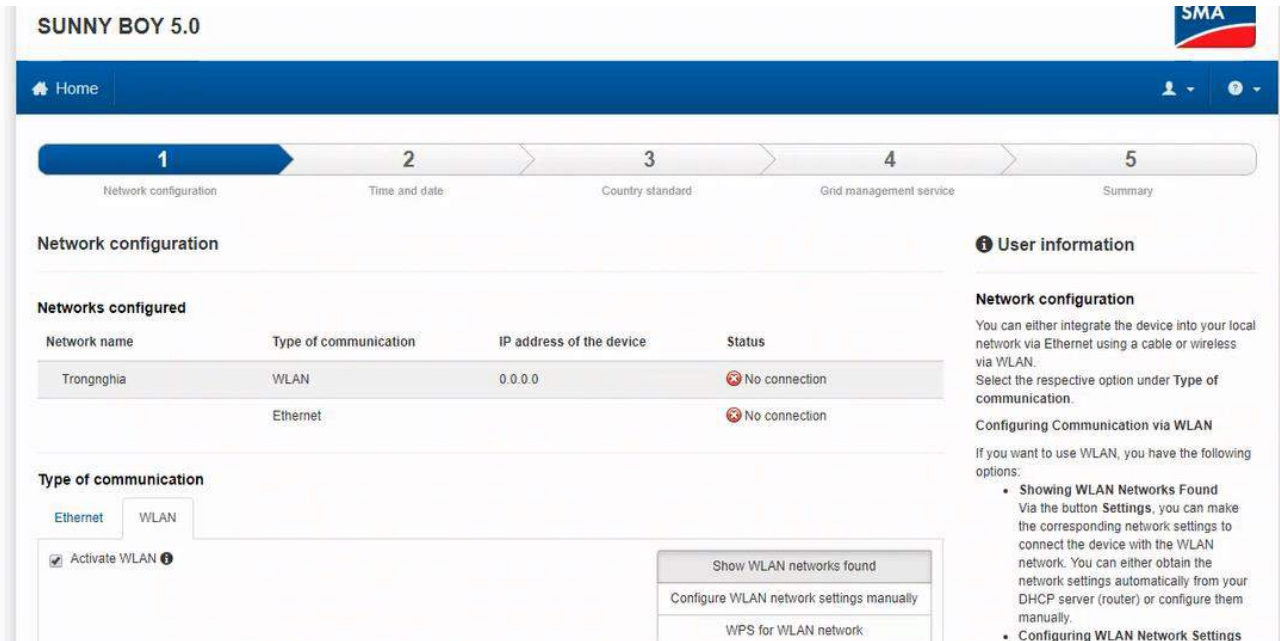 SUNNY BOY 5.0
SMA
Home
1 2 3 4 5
Network configuration Time and date Country standard Grid management service Summary
Network configuration
Networks configured
Network name Type of communication IP address of the device Status
Trongnghia WLAN 0.0.0.0 No connection
Ethernet No connection
Type of communication
Ethernet WLAN
Activate WLAN
Show WLAN networks found
Configure WLAN network settings manually
WPS for WLAN network
User information
Network configuration
You can either integrate the device into your local
network via Ethernet using a cable or wireless
via WLAN.
Select the respective option under Type of
communication.
Configuring Communication via WLAN
If you want to use WLAN, you have the following
options:
• Showing WLAN Networks Found
Via the button Settings, you can make
the corresponding network settings to
connect the device with the WLAN
network. You can either obtain the
network settings automatically from your
DHCP server (router) or configure them
manually.
• Configuring WLAN Network Settings